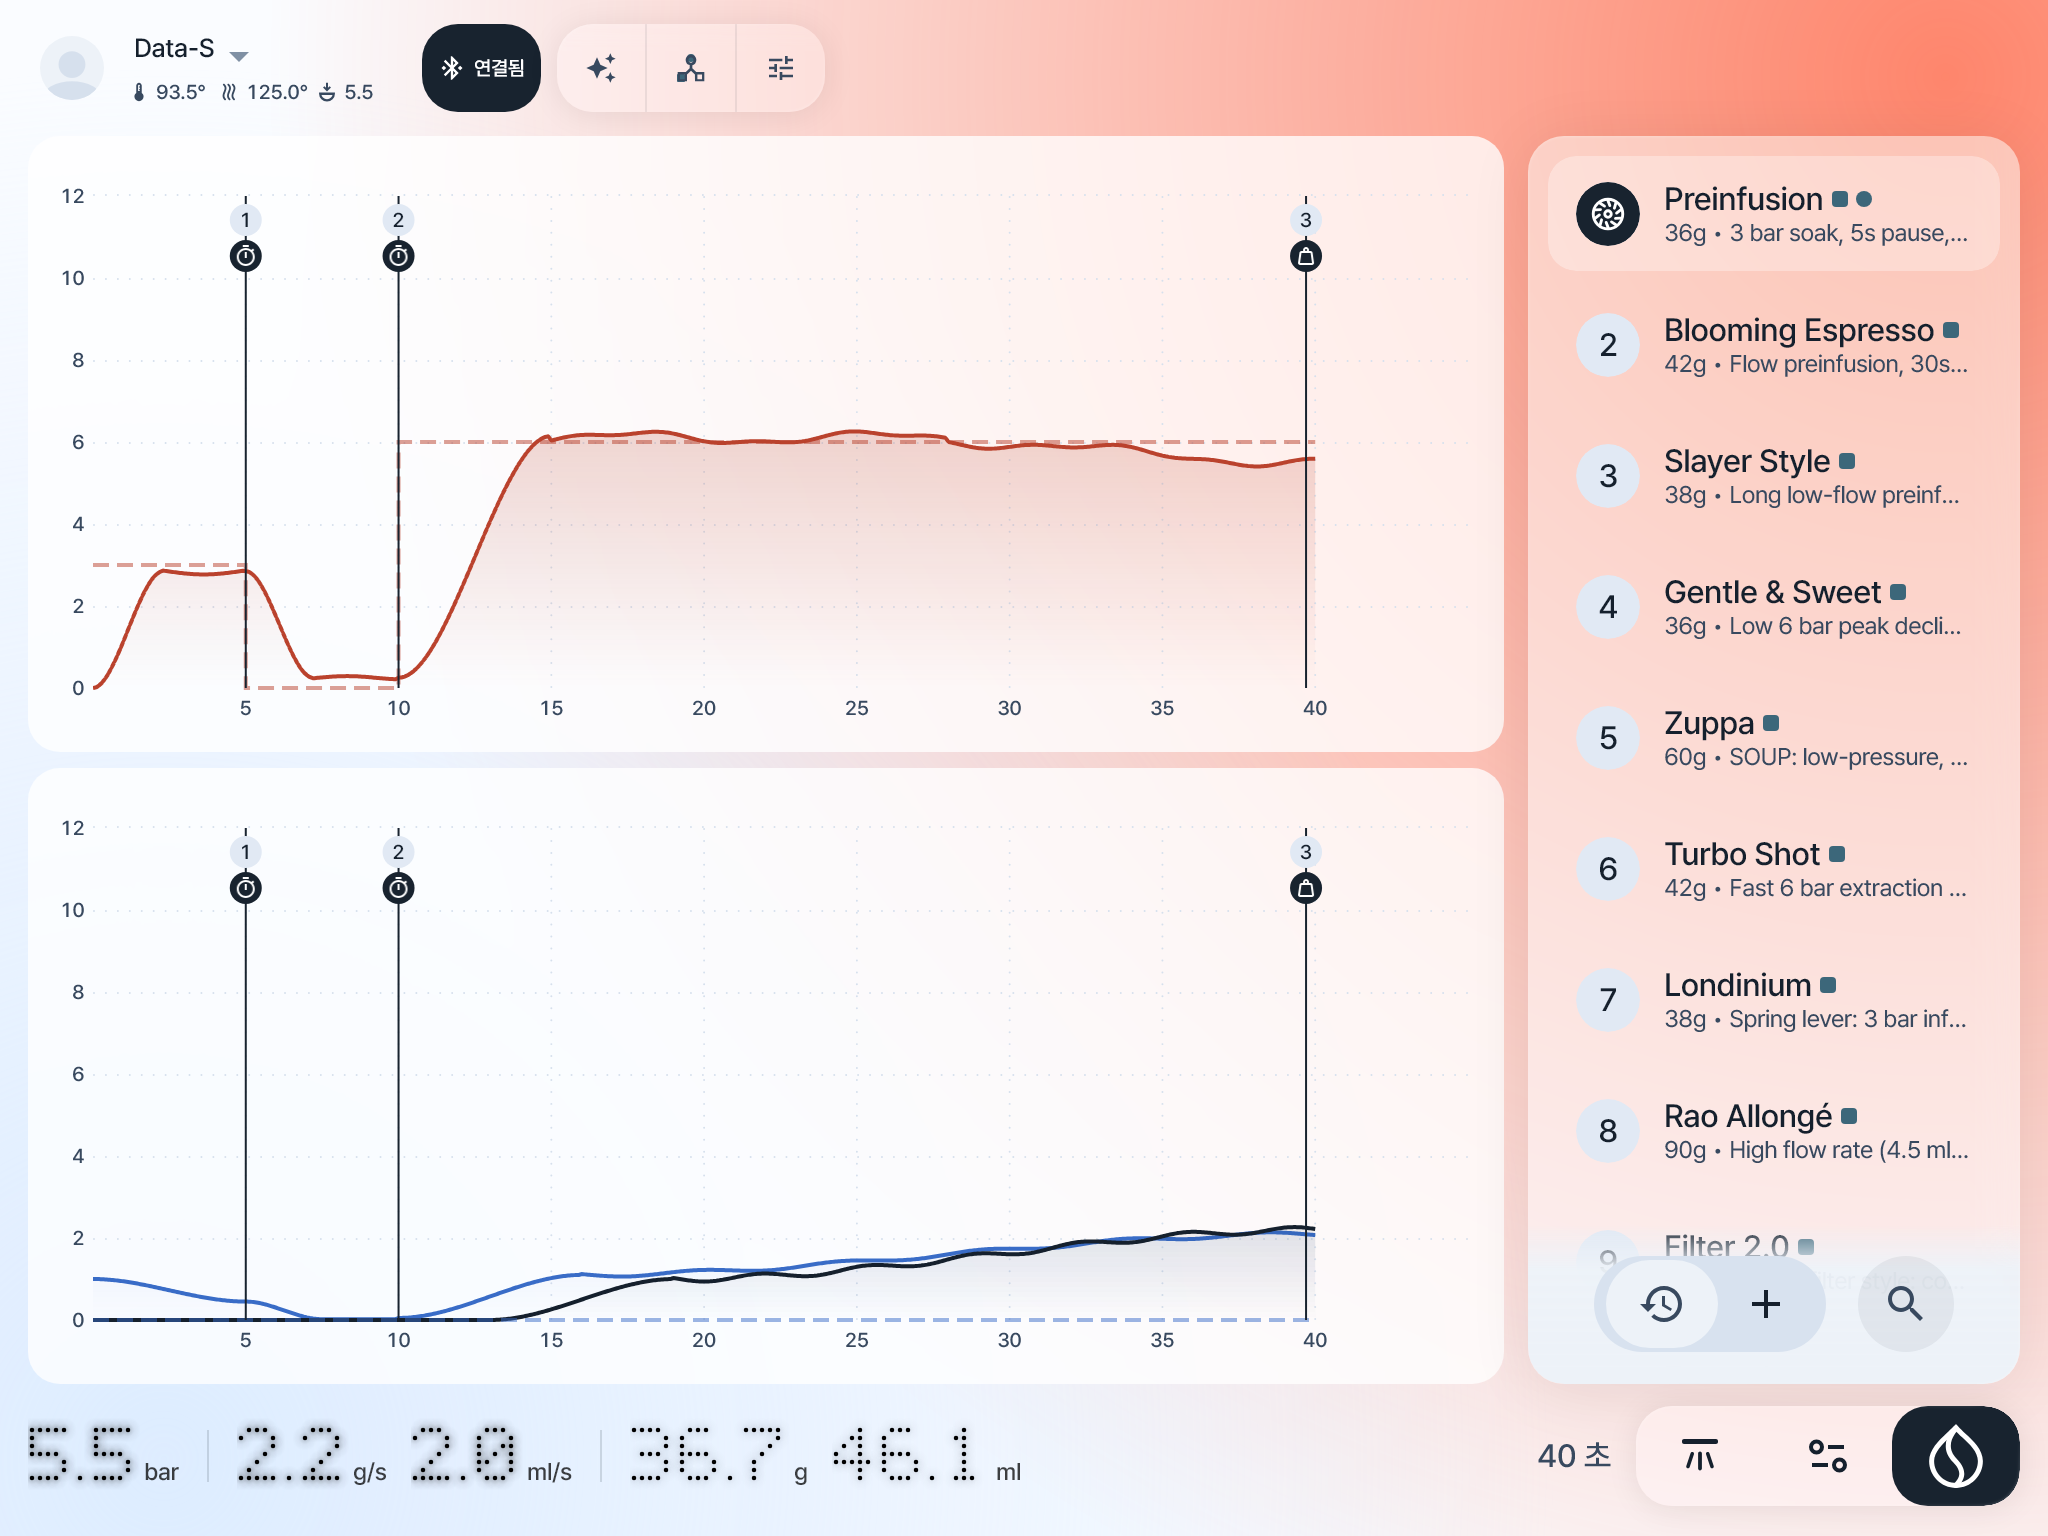 Data-S
93.5° 125.0° 5.5
연결됨
12
10
8
6
4
2
0
1
2
3
5 10 15 20 25 30 35 40
12
10
8
6
4
2
0
1
2
3
5 10 15 20 25 30 35 40
Preinfusion
36g • 3 bar soak, 5s pause,...
2
Blooming Espresso
42g • Flow preinfusion, 30s...
3
Slayer Style
38g • Long low-flow preinf...
4
Gentle & Sweet
36g • Low 6 bar peak decli...
5
Zuppa
60g • SOUP: low-pressure, ...
6
Turbo Shot
42g • Fast 6 bar extraction ...
7
Londinium
38g • Spring lever: 3 bar inf...
8
Rao Allongé
90g • High flow rate (4.5 ml...
9
Filter 2.0
5.5 bar 2.2 g/s 2.0 ml/s 36.7 g 46.1 ml
40 초